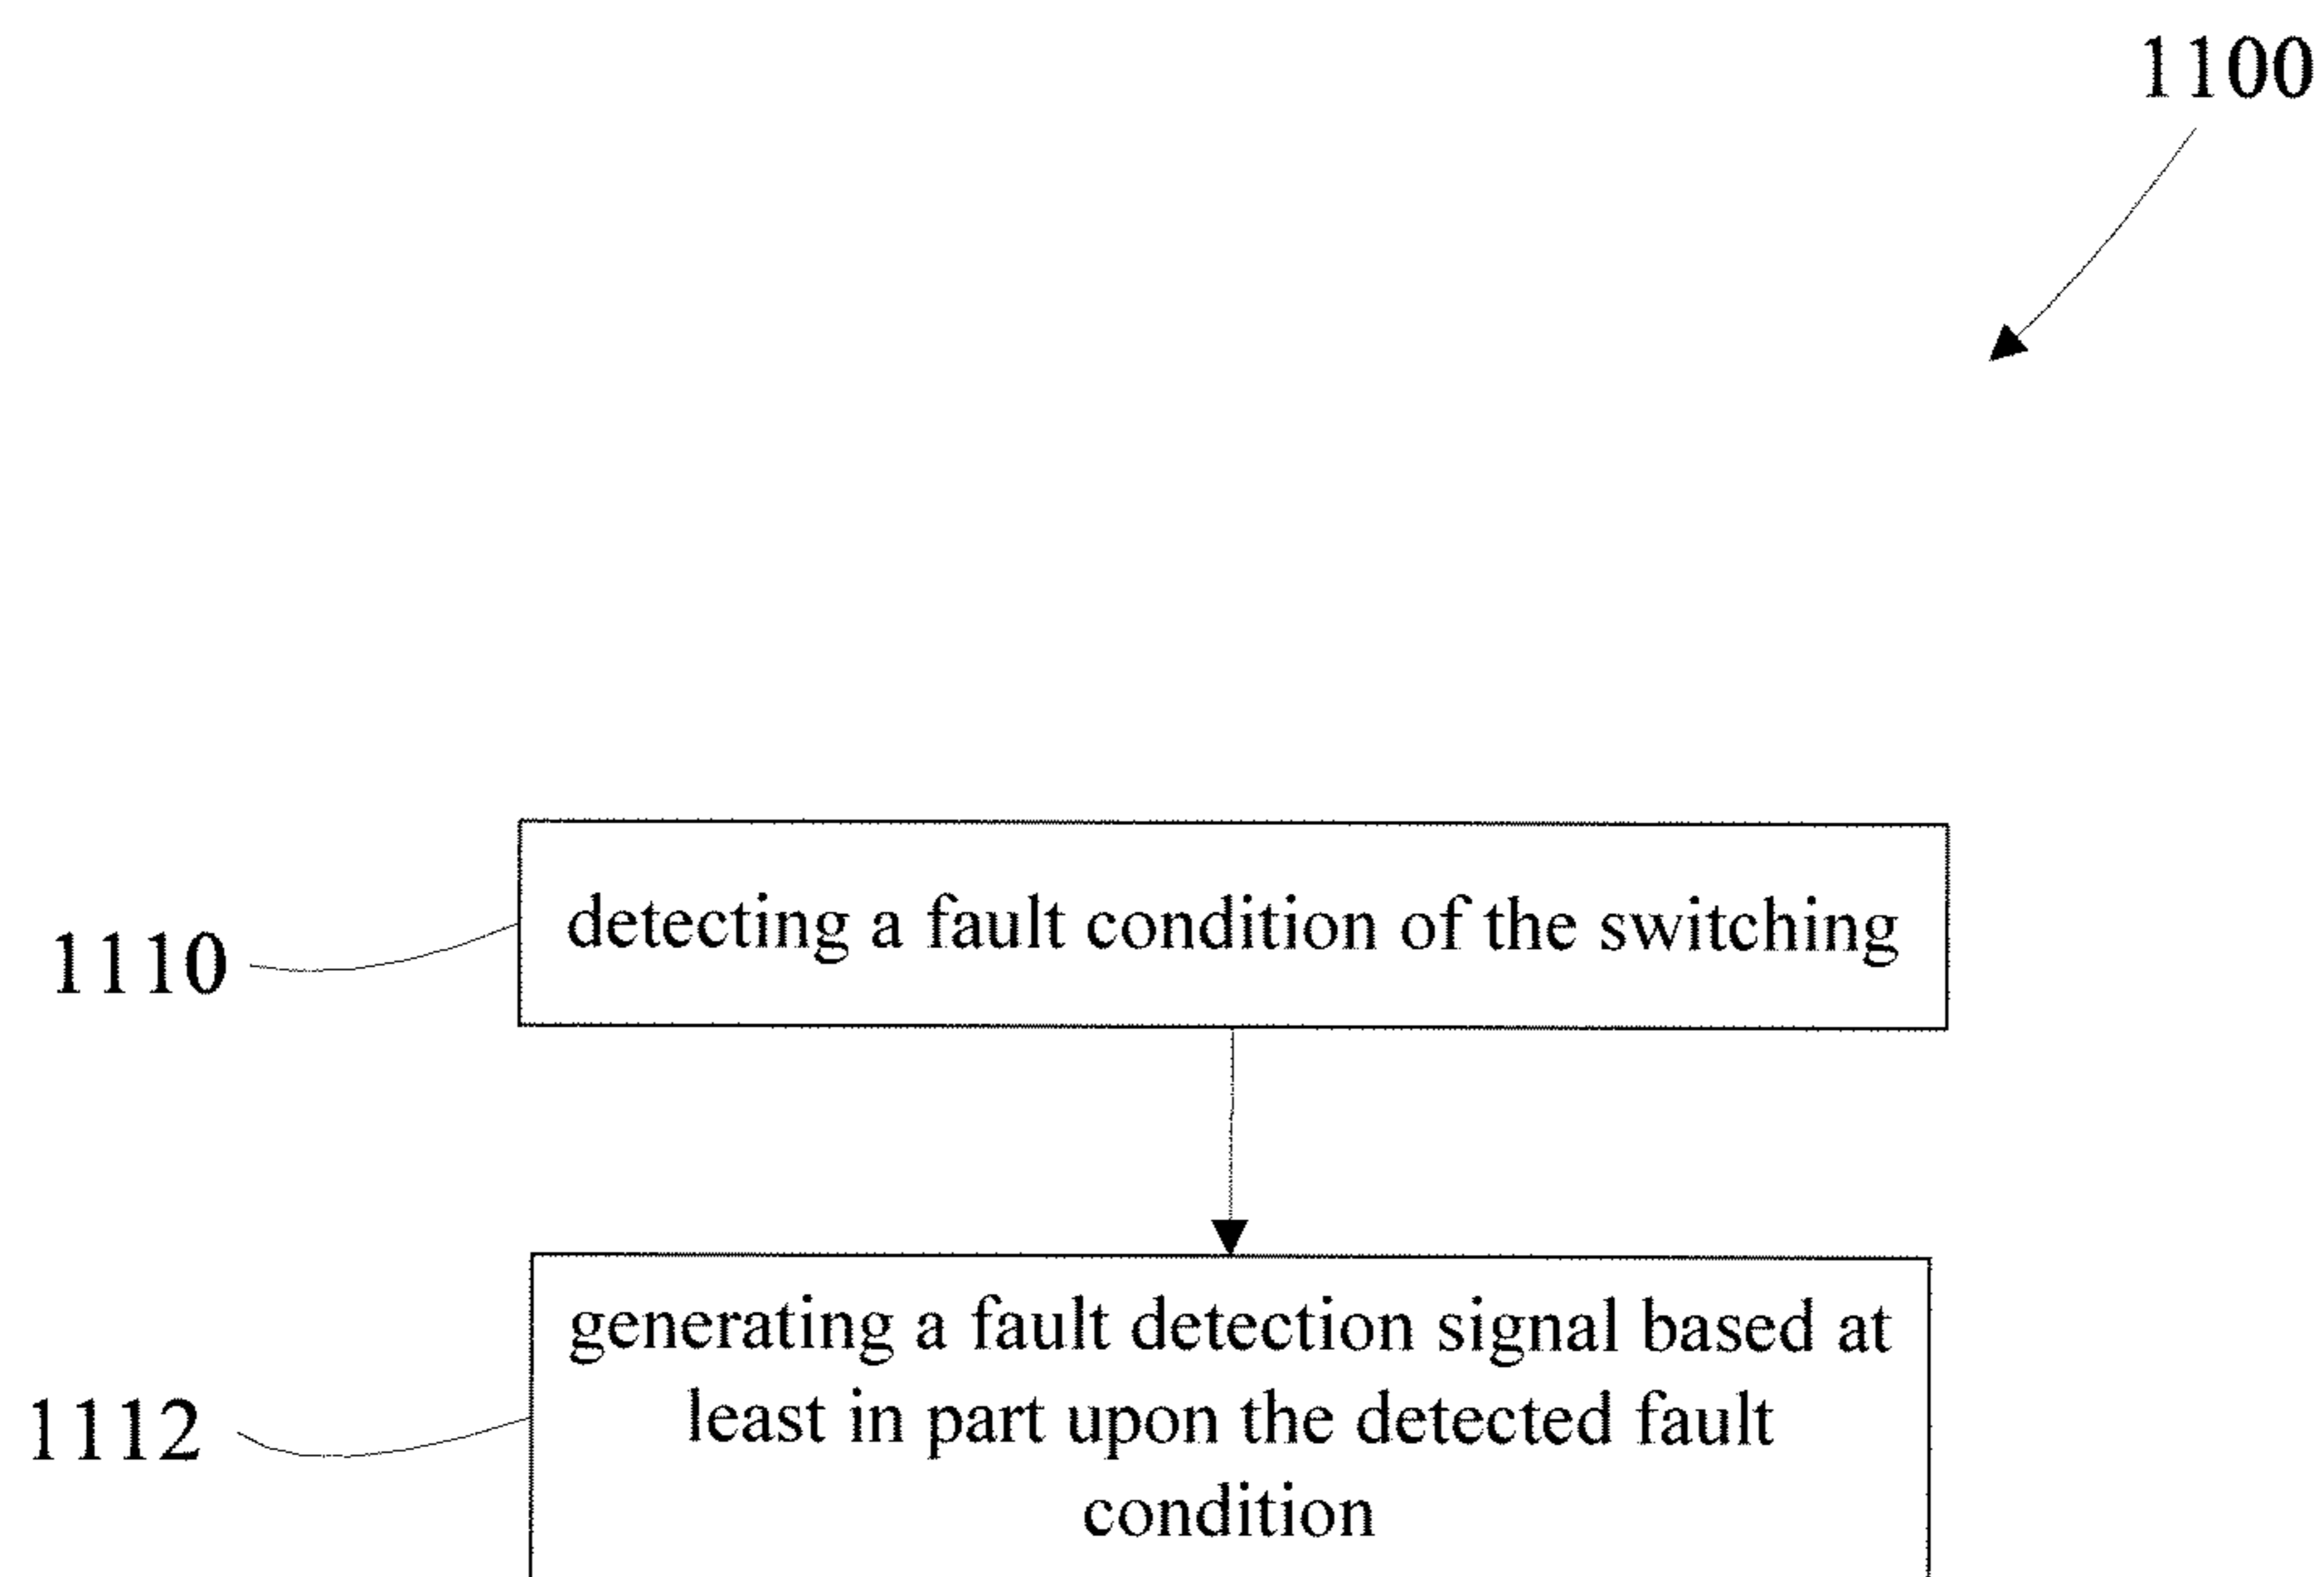 1100
detecting a fault condition of the switching
1110
generating a fault detection signal based at
least in part upon the detected fault
condition
1112